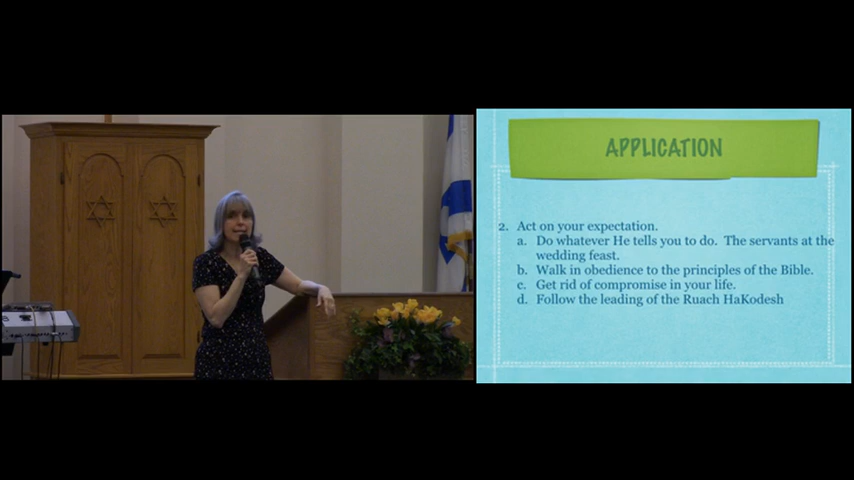 APPLICATION
2. Act on your expectation.
a. Do whatever He tells you to do. The servants at the
wedding feast.
b. Walk in obedience to the principles of the Bible.
c. Get rid of compromise in your life.
d. Follow the leading of the Ruach HaKodesh